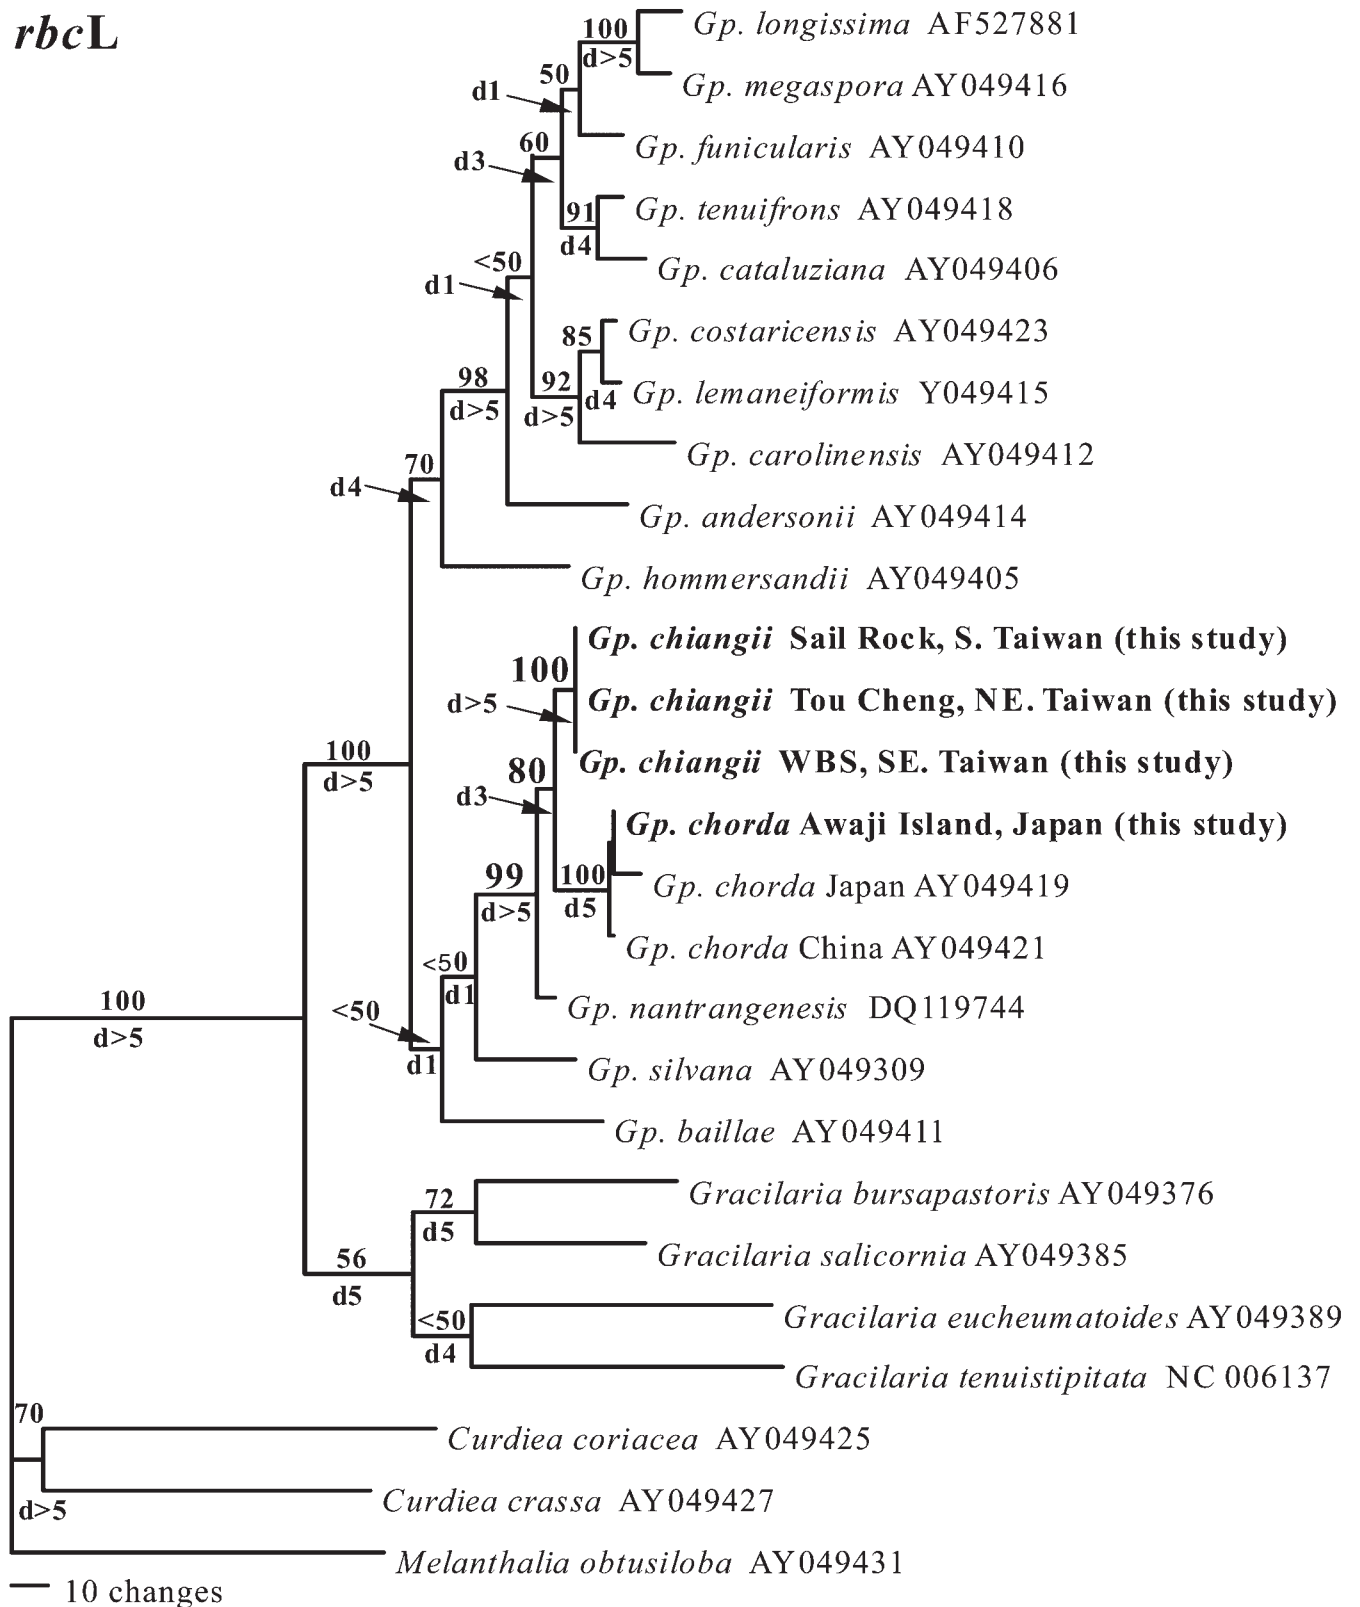 rbcL
100
d>5
Gp. longissima AF527881
50
d1
Gp. megaspora AY049416
60
d3
Gp. funicularis AY049410
91
d4
Gp. tenuifrons AY049418
<50
d1
Gp. cataluziana AY049406
85
d4
Gp. costaricensis AY049423
98
d>5
92
d>5
Gp. lemaneiformis Y049415
70
d4
Gp. carolinensis AY049412
Gp. andersonii AY049414
Gp. hommersandii AY049405
Gp. chiangii Sail Rock, S. Taiwan (this study)
100
d>5
Gp. chiangii Tou Cheng, NE. Taiwan (this study)
100
d>5
80
d3
Gp. chiangii WBS, SE. Taiwan (this study)
Gp. chorda Awaji Island, Japan (this study)
99
d>5
100
d5
Gp. chorda Japan AY049419
Gp. chorda China AY049421
<50
d1
100
d>5
<50
d1
Gp. nantrangenesis DQ119744
Gp. silvana AY049309
Gp. baillae AY049411
72
d5
Gracilaria bursapastoris AY049376
56
d5
Gracilaria salicornia AY049385
<50
d4
Gracilaria eucheumatoides AY049389
Gracilaria tenuistipitata NC 006137
70
d>5
Curdiea coriacea AY049425
Curdiea crassa AY049427
Melanthalia obtusiloba AY049431
10 changes